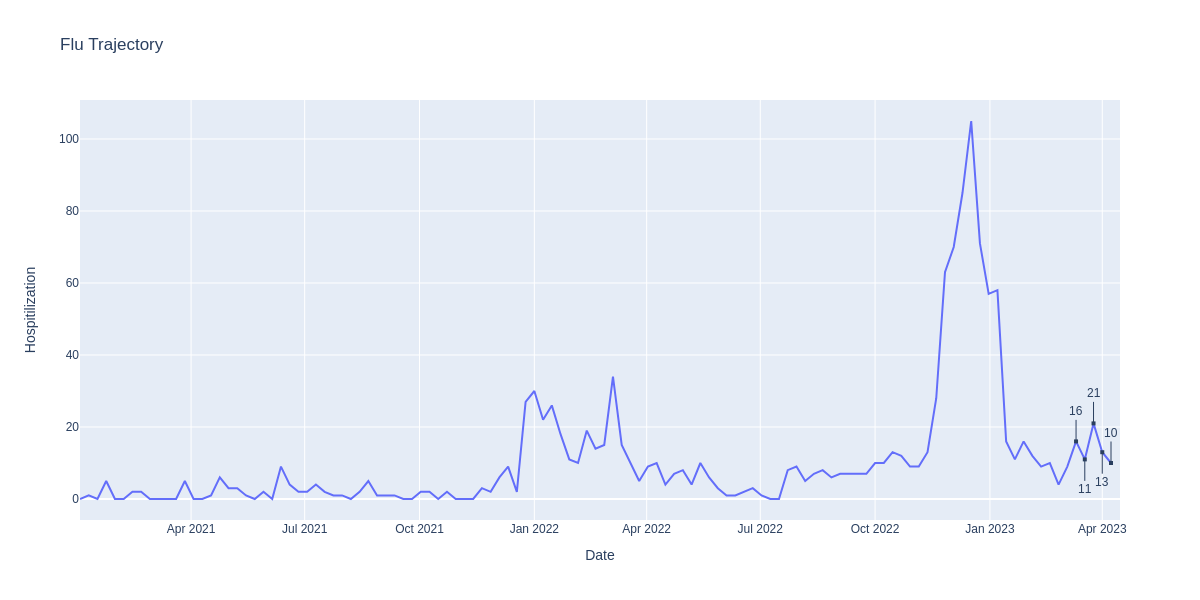 Flu Trajectory
100
80
60
40
20
0
Hospitilization
16
21
10
11
13
Apr 2021
Jul 2021
Oct 2021
Jan 2022
Apr 2022
Jul 2022
Oct 2022
Jan 2023
Apr 2023
Date